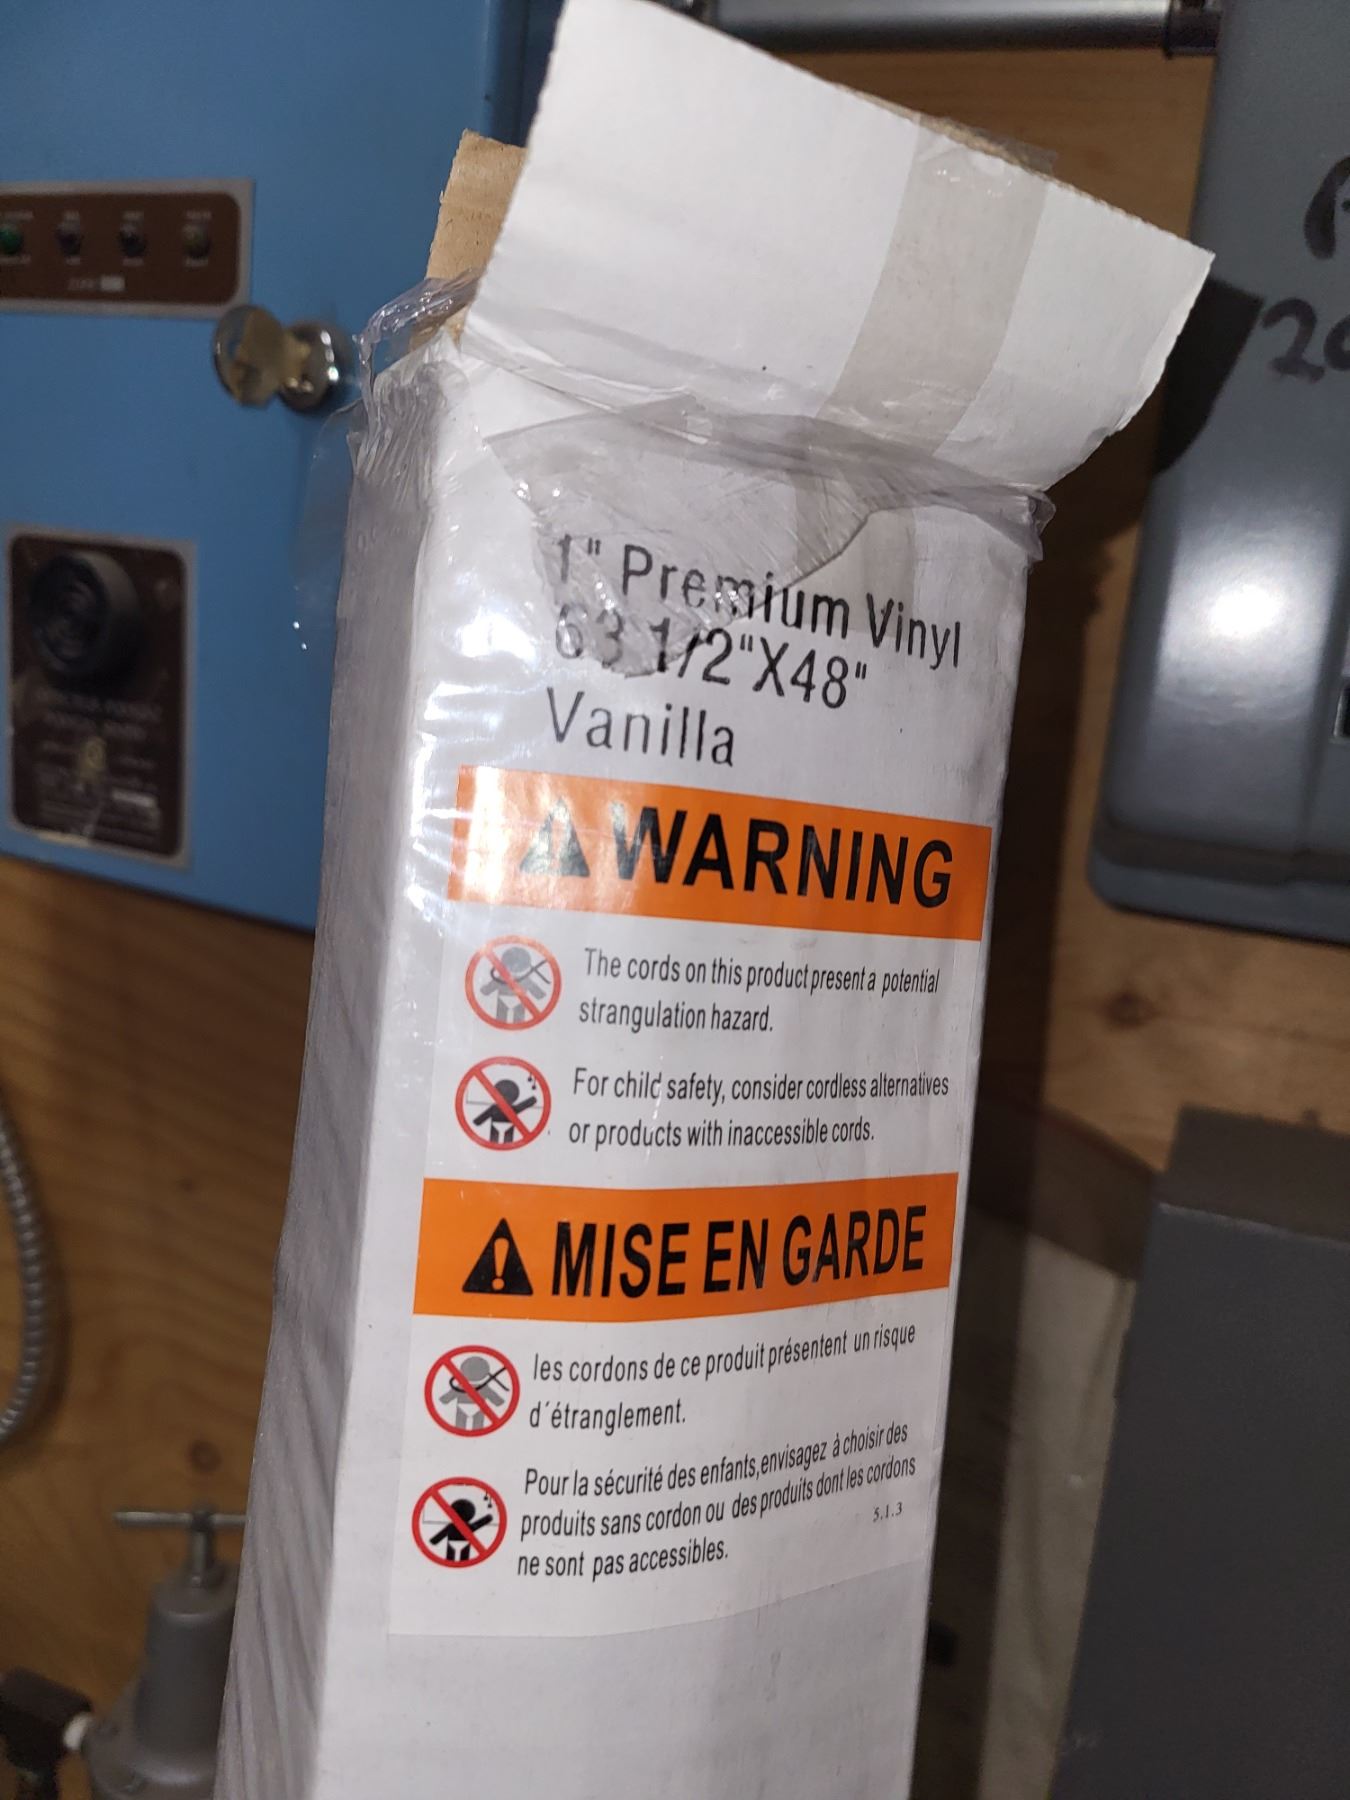 1" Premium Vinyl
63 1/2"X48"
Vanilla
WARNING
The cords on this product present a potential
strangulation hazard.
For child safety, consider cordless alternatives
or products with inaccessible cords.
MISE EN GARDE
les cordons de ce produit présentent un risque
d´étranglement.
Pour la sécurité des enfants,envisagez à choisir des
produits sans cordon ou des produits dont les cordons
ne sont pas accessibles.
5.1.3